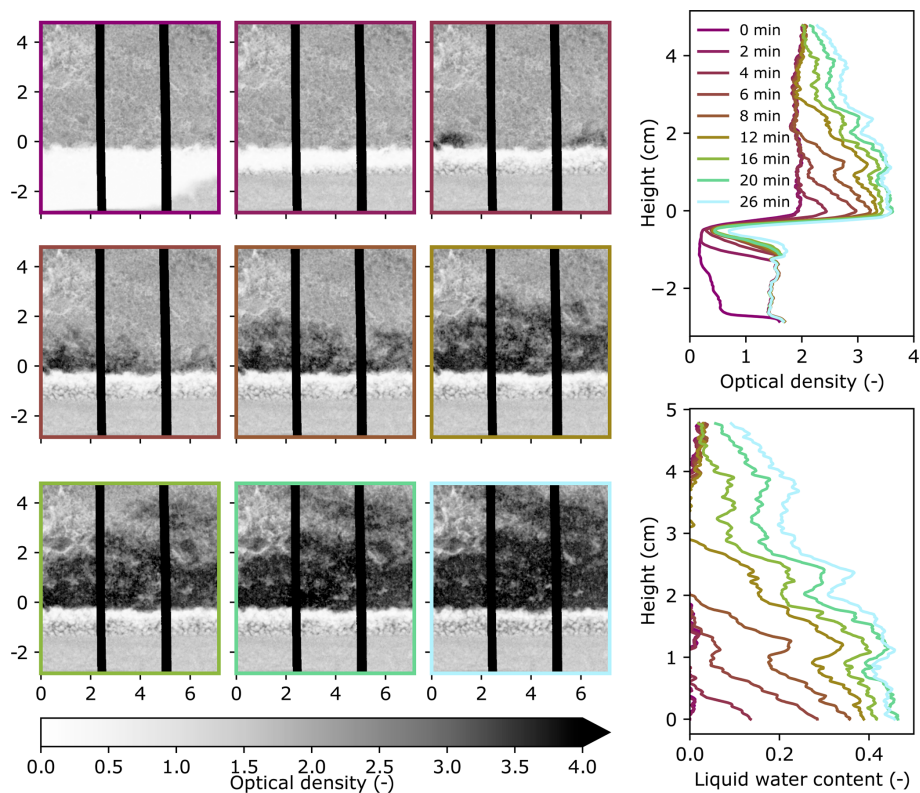 4
2
0
−2
4
2
0
−2
4
2
0
−2
0 2 4 6
0 2 4 6
0 2 4 6
0.0 0.5 1.0 1.5 2.0 2.5 3.0 3.5 4.0
Optical density (-)
Height (cm)
4
2
0
−2
0 min
2 min
4 min
6 min
8 min
12 min
16 min
20 min
26 min
0 1 2 3 4
Optical density (-)
Height (cm)
5
4
3
2
1
0
0.0 0.2 0.4
Liquid water content (-)